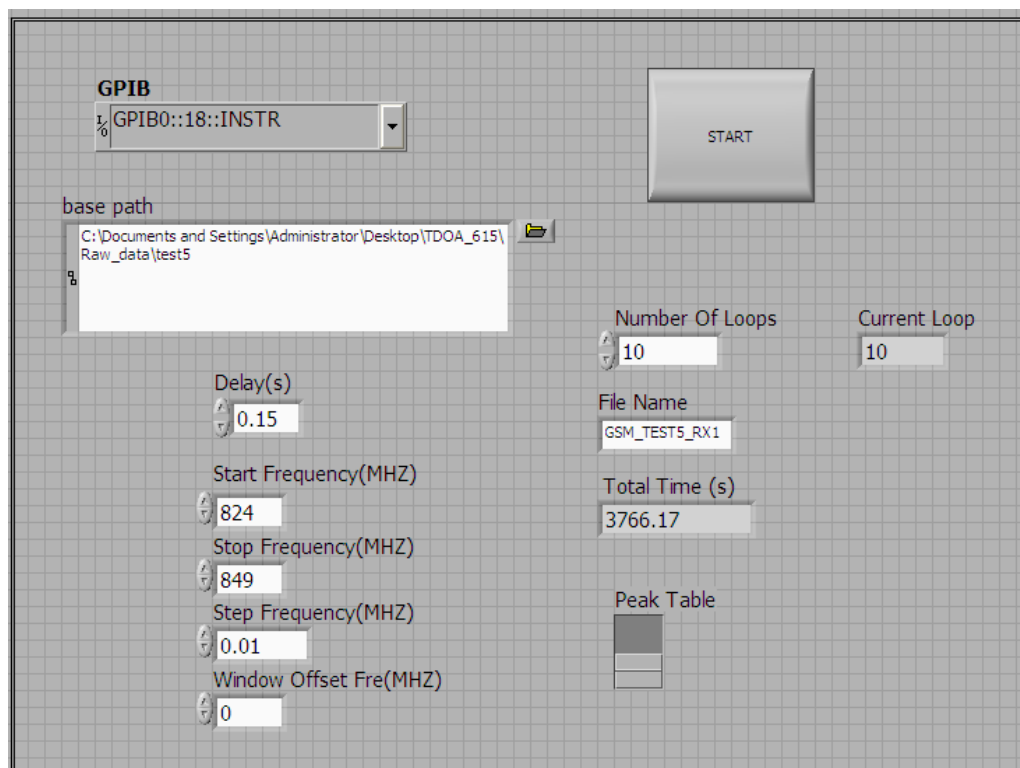 GPIB
GPIB0::18::INSTR
START
base path
C:\Documents and Settings\Administrator\Desktop\TDOA_615\
Raw_data\test5
Number Of Loops
10
Current Loop
10
Delay(s)
0.15
File Name
GSM_TEST5_RX1
Start Frequency(MHZ)
824
Total Time (s)
3766.17
Stop Frequency(MHZ)
849
Step Frequency(MHZ)
0.01
Peak Table
Window Offset Fre(MHZ)
0